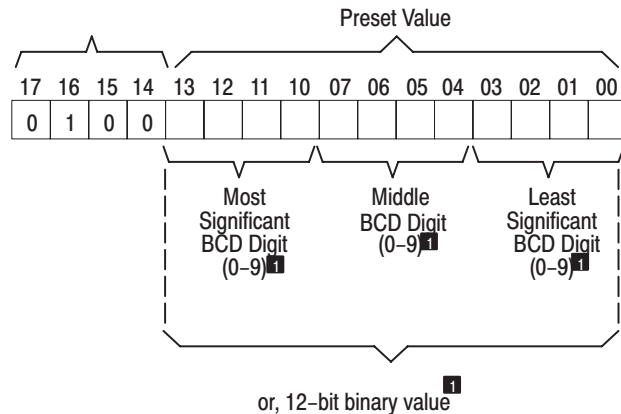 Preset Value
17 16 15 14 13 12 11 10 07 06 05 04 03 02 01 00
0 1 0 0
Most
Significant
BCD Digit
(0–9)1
Middle
BCD Digit
(0–9)1
Least
Significant
BCD Digit
(0–9)1
or, 12–bit binary value1